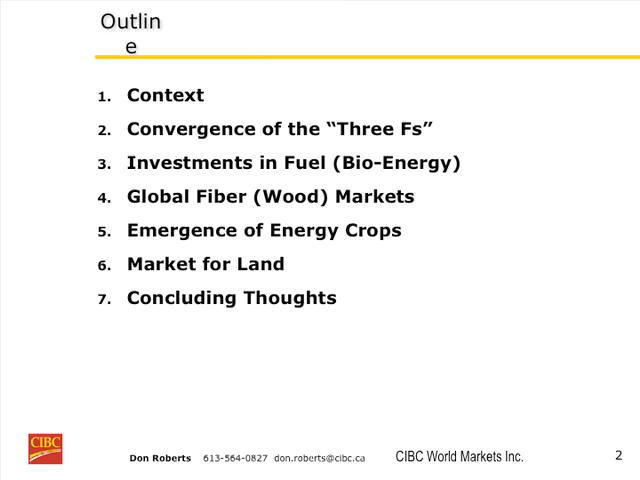 Outlin
e
1. Context
2. Convergence of the “Three Fs”
3. Investments in Fuel (Bio-Energy)
4. Global Fiber (Wood) Markets
5. Emergence of Energy Crops
6. Market for Land
7. Concluding Thoughts
CIBC
Don Roberts 613-564-0827 don.roberts@cibc.ca CIBC World Markets Inc. 2